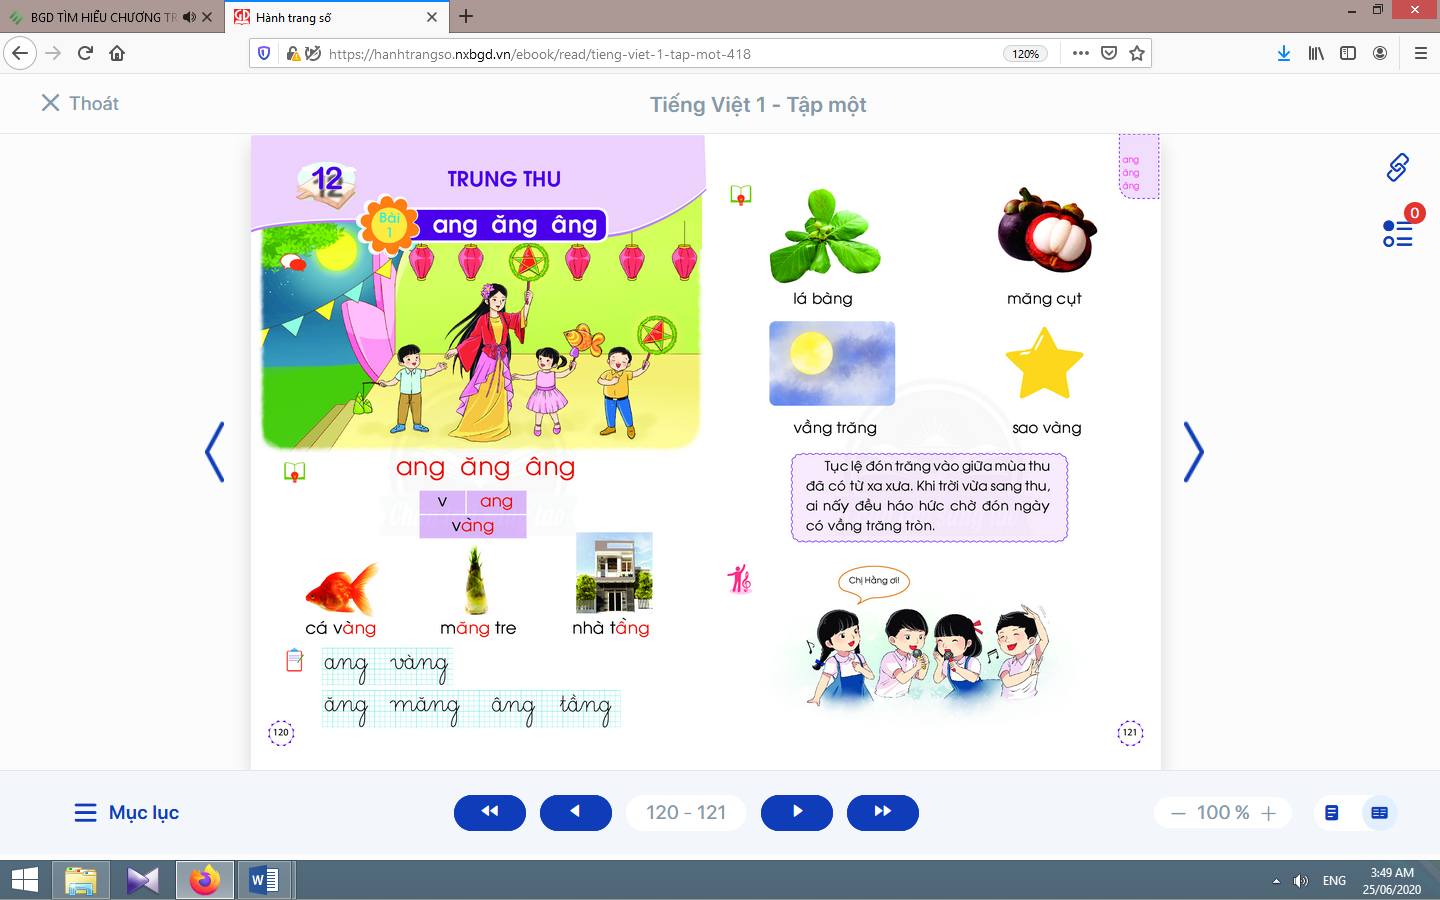 BGD TÌM HIỂU CHƯƠNG TR
Hành trang số
https://hanhtrangso.nxbgd.vn/ebook/read/tieng-viet-1-tap-mot-418
120%
Thoát
Tiếng Việt 1 - Tập một
12
TRUNG THU
Bài
1
ang ăng âng
ang ăng âng
v ang
vàng
cá vàng măng tre nhà tầng
ang vàng
ăng măng âng tầng
120
ang
ăng
âng
lá bàng măng cụt
vầng trăng sao vàng
Tục lệ đón trăng vào giữa mùa thu
đã có từ xa xưa. Khi trời vừa sang thu,
ai nấy đều háo hức chờ đón ngày
có vầng trăng tròn.
Chị Hằng ơi!
121
0
Mục lục
120 - 121
100 %
ENG
3:49 AM
25/06/2020